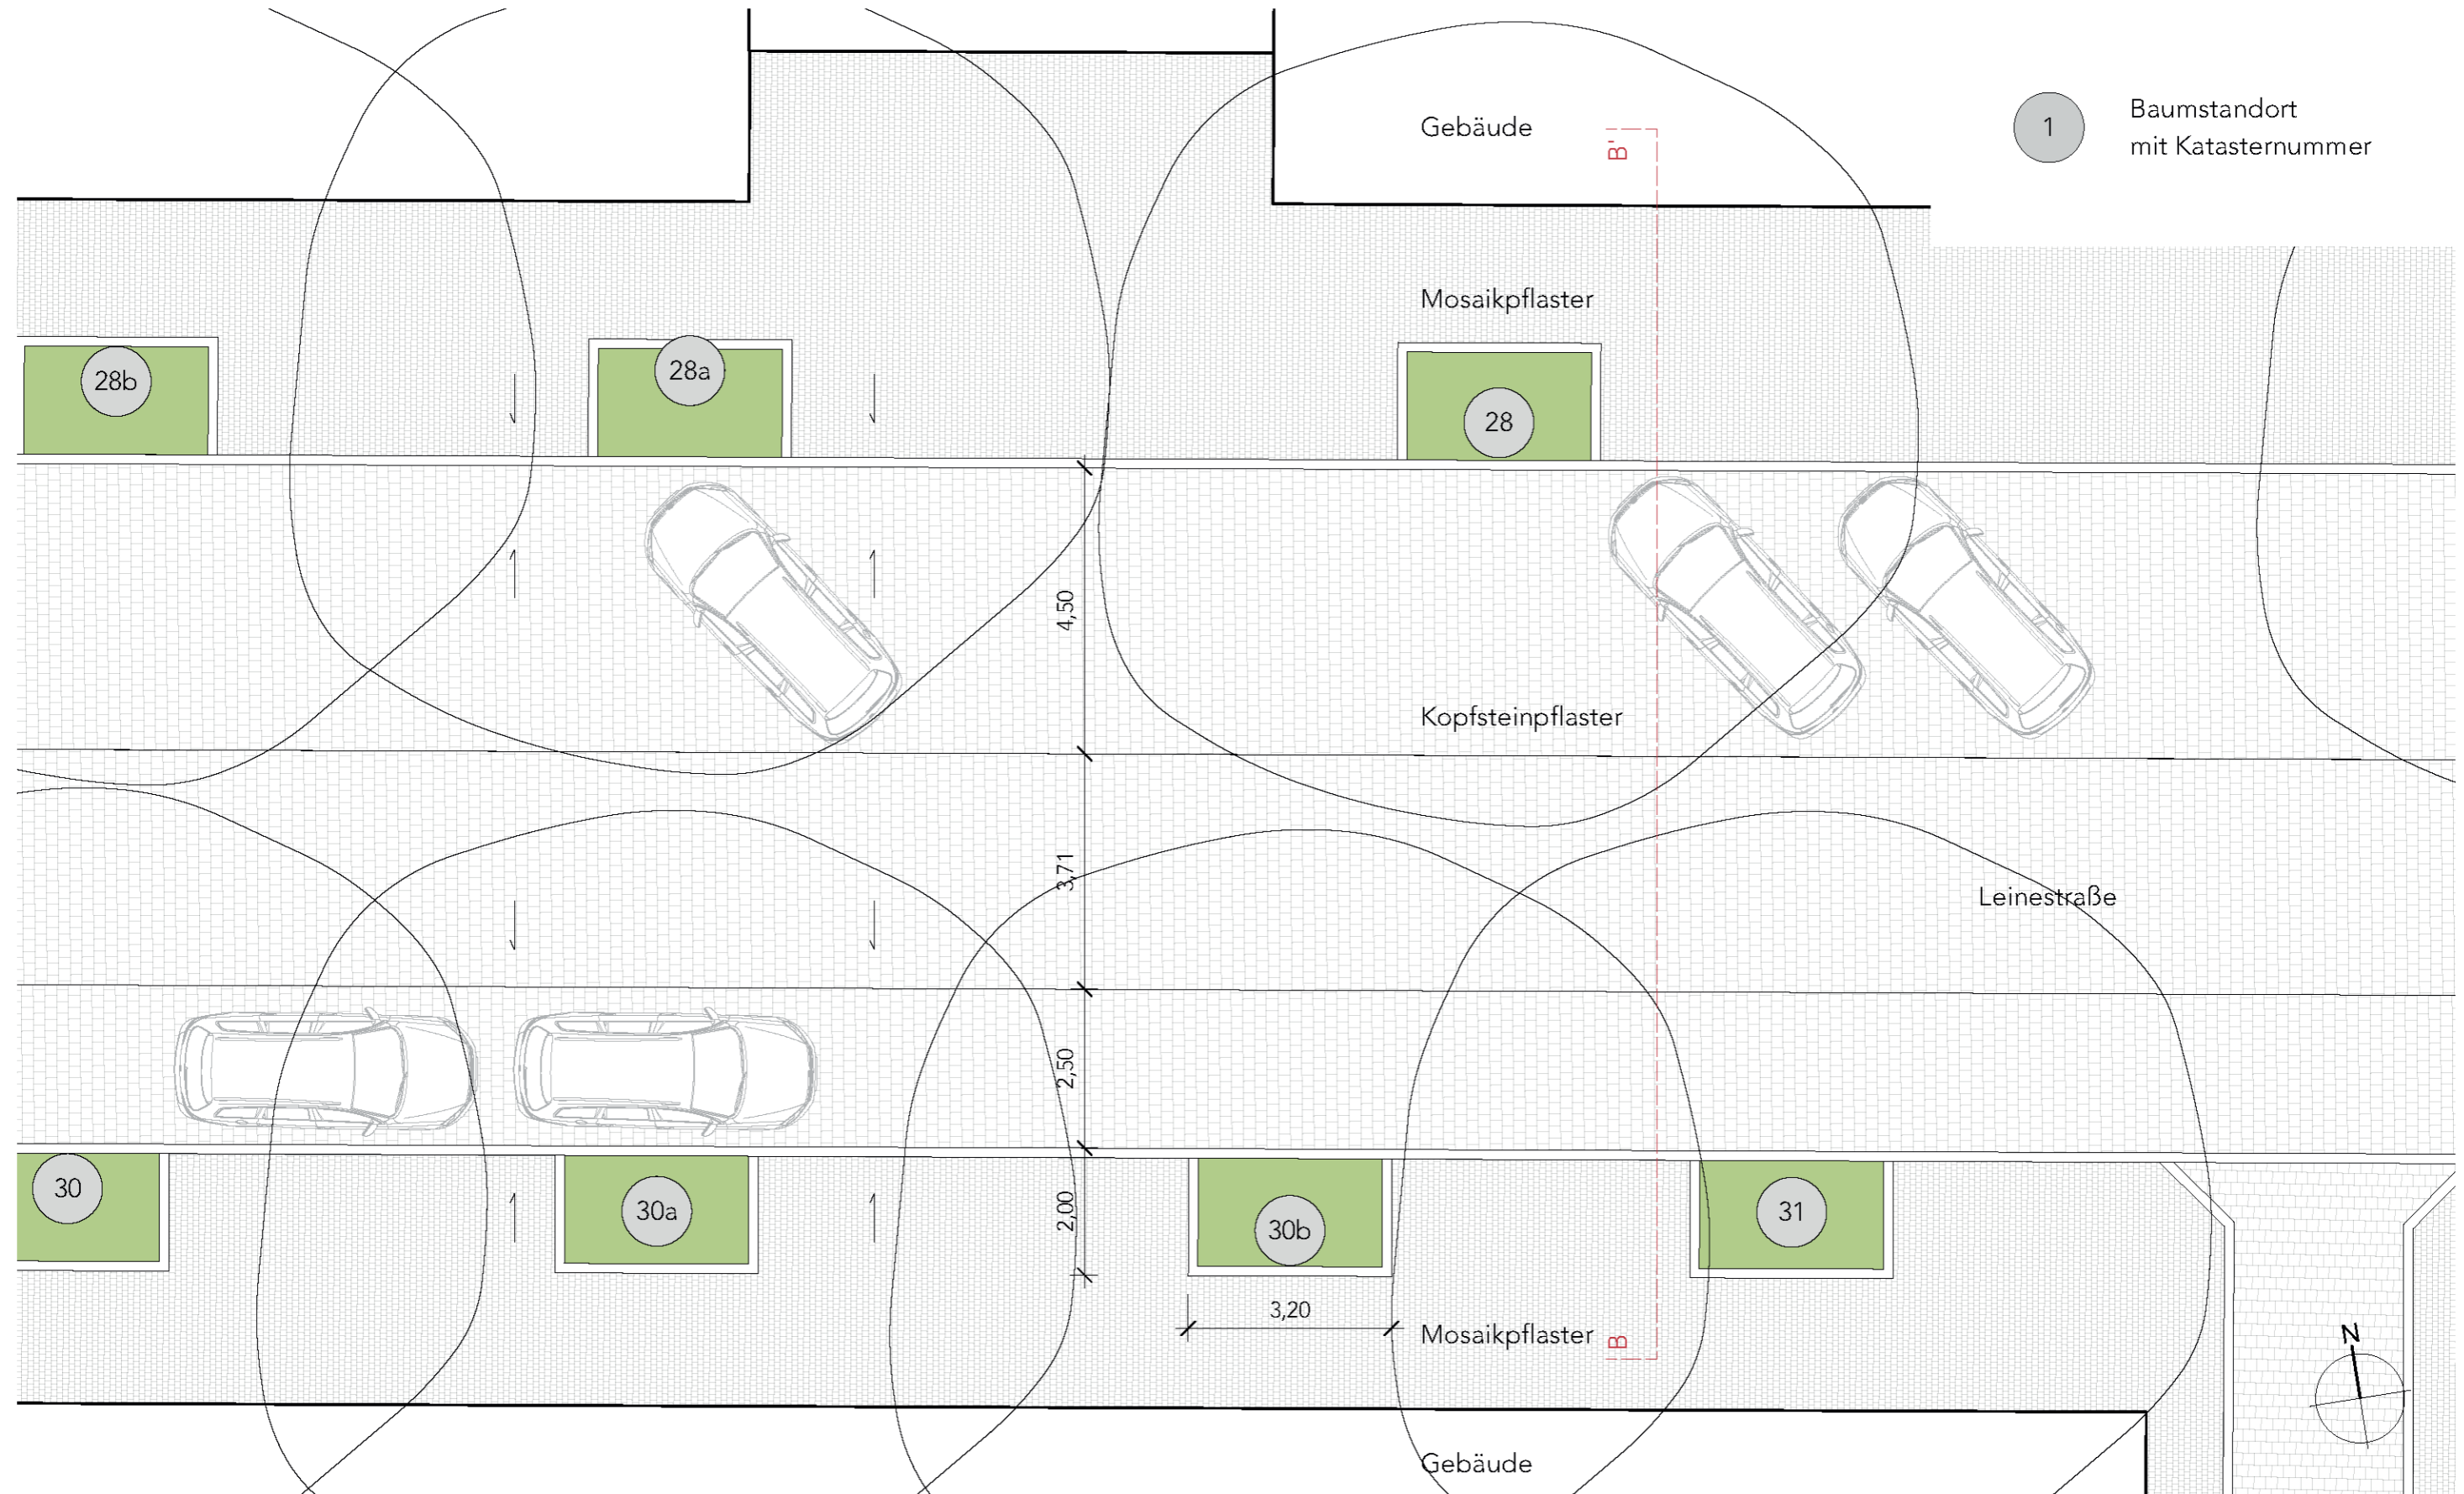 Gebäude
B'
1
Baumstandort
mit Katasternummer
Mosaikpflaster
28b
28a
28
4,50
Kopfsteinpflaster
3,71
Leinestraße
2,50
30
30a
2,00
30b
31
3,20
Mosaikpflaster
B
N
Gebäude